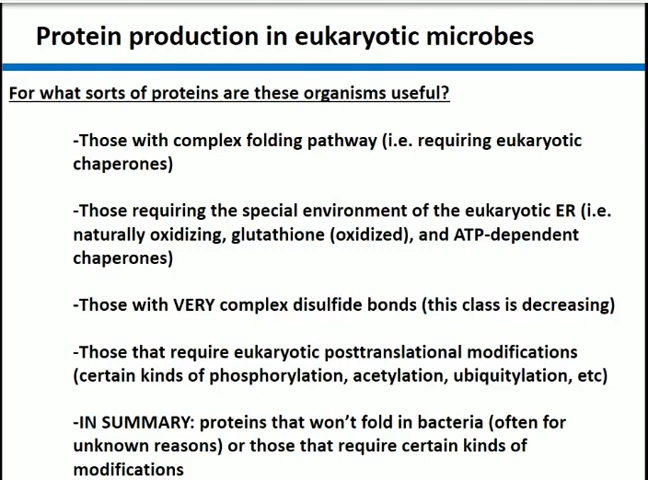 Protein production in eukaryotic microbes
For what sorts of proteins are these organisms useful?
-Those with complex folding pathway (i.e. requiring eukaryotic
chaperones)
-Those requiring the special environment of the eukaryotic ER (i.e.
naturally oxidizing, glutathione (oxidized), and ATP-dependent
chaperones)
-Those with VERY complex disulfide bonds (this class is decreasing)
-Those that require eukaryotic posttranslational modifications
(certain kinds of phosphorylation, acetylation, ubiquitylation, etc)
-IN SUMMARY: proteins that won't fold in bacteria (often for
unknown reasons) or those that require certain kinds of
modifications